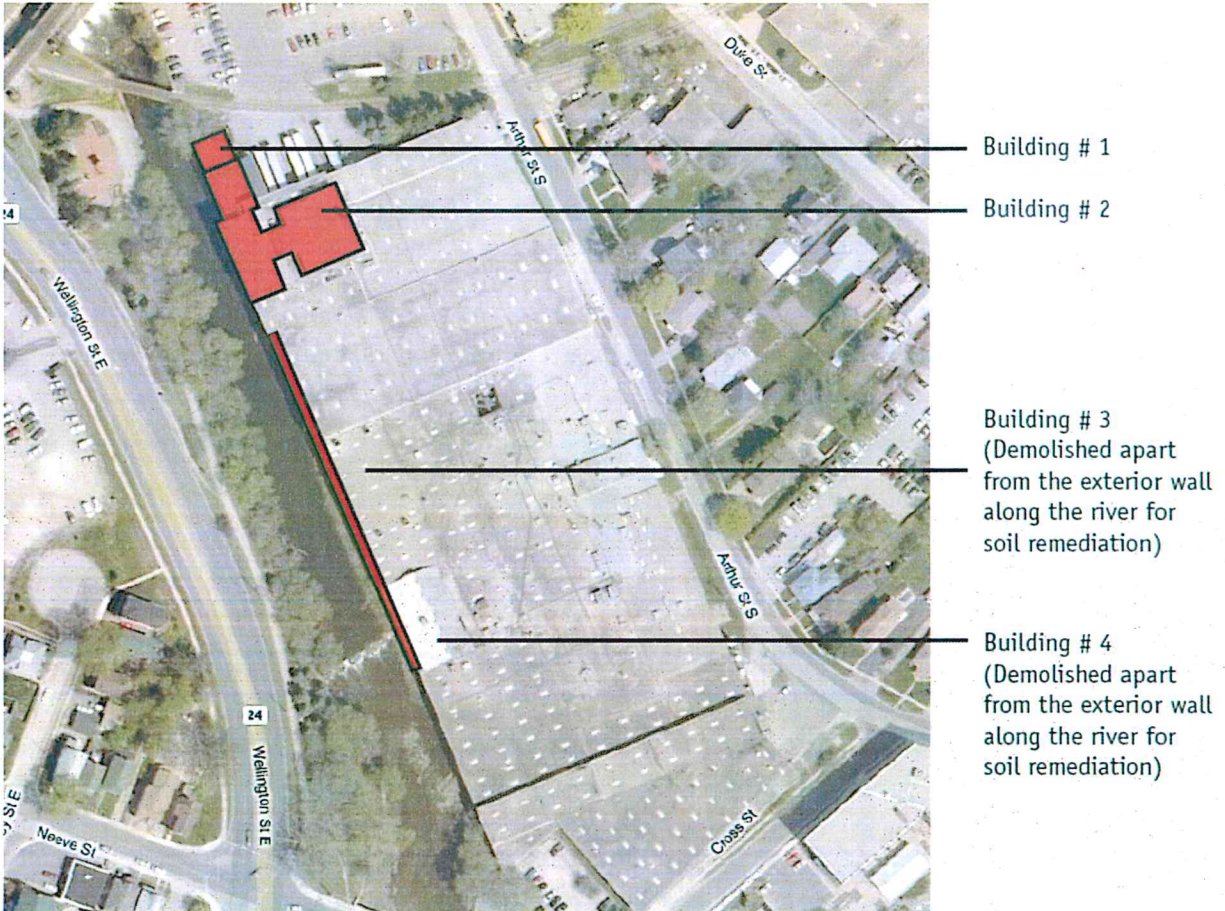 Duke St
Arthur St S
Building # 1
Building # 2
24
Wellington St E
Building # 3
(Demolished apart
from the exterior wall
along the river for
soil remediation)
Arthur St S
Building # 4
(Demolished apart
from the exterior wall
along the river for
soil remediation)
24
Wellington St E
Cross St
y St E
Neeve St